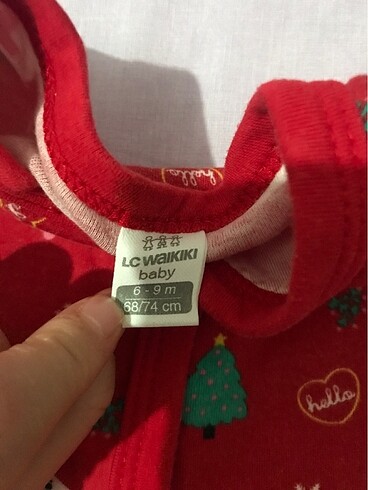 hello
LC WAIKIKI
baby
6 - 9 m
68/74 cm
hello